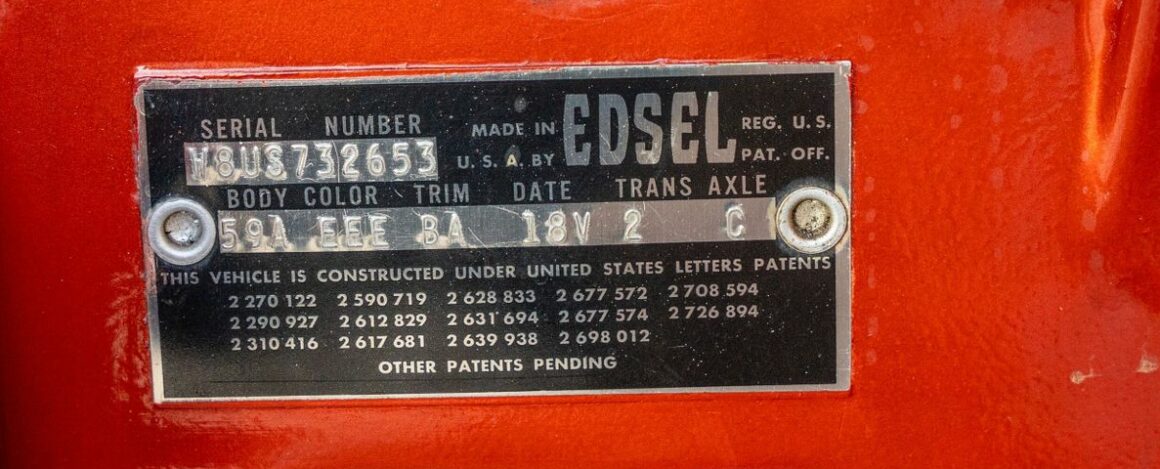 SERIAL NUMBER MADE IN EDSEL REG. U. S.
W8US732653 U. S. A. BY PAT. OFF.
BODY COLOR TRIM DATE TRANS AXLE
59A EEE BA 18V 2 C
THIS VEHICLE IS CONSTRUCTED UNDER UNITED STATES LETTERS PATENTS
2 270 122 2 590 719 2 628 833 2 677 572 2 708 594
2 290 927 2 612 829 2 631 694 2 677 574 2 726 894
2 310 416 2 617 681 2 639 938 2 698 012
OTHER PATENTS PENDING